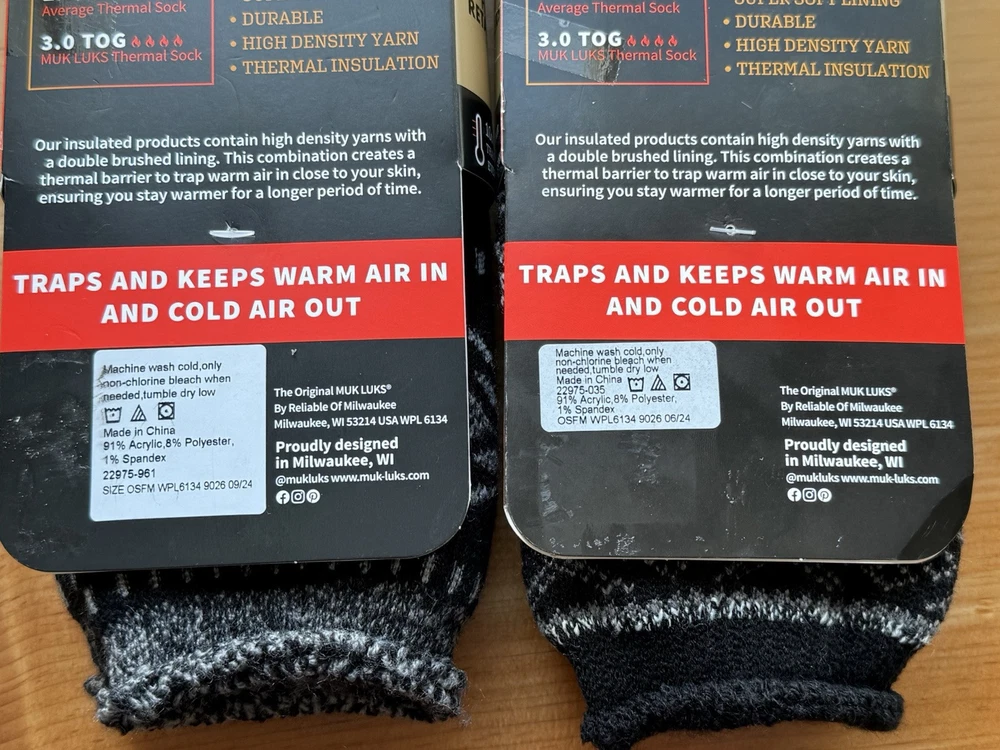 Average Thermal Sock
3.0 TOG
MUK LUKS Thermal Sock
• DURABLE
• HIGH DENSITY YARN
• THERMAL INSULATION
Our insulated products contain high density yarns with
a double brushed lining. This combination creates a
thermal barrier to trap warm air in close to your skin,
ensuring you stay warmer for a longer period of time.
TRAPS AND KEEPS WARM AIR IN
AND COLD AIR OUT
Machine wash cold,only
non-chlorine bleach when
needed,tumble dry low
Made in China
91% Acrylic,8% Polyester,
1% Spandex
22975-961
SIZE OSFM WPL6134 9026 09/24
The Original MUK LUKS®
By Reliable Of Milwaukee
Milwaukee, WI 53214 USA WPL 6134
Proudly designed
in Milwaukee, WI
@mukluks www.muk-luks.com
Average Thermal Sock
3.0 TOG
MUK LUKS Thermal Sock
SUPER SOFT LINING
• DURABLE
• HIGH DENSITY YARN
• THERMAL INSULATION
Our insulated products contain high density yarns with
a double brushed lining. This combination creates a
thermal barrier to trap warm air in close to your skin,
ensuring you stay warmer for a longer period of time.
TRAPS AND KEEPS WARM AIR IN
AND COLD AIR OUT
Machine wash cold,only
non-chlorine bleach when
needed,tumble dry low
Made in China
22975-035
91% Acrylic,8% Polyester,
1% Spandex
OSFM WPL6134 9026 06/24
The Original MUK LUKS®
By Reliable Of Milwaukee
Milwaukee, WI 53214 USA WPL 6134
Proudly designed
in Milwaukee, WI
@mukluks www.muk-luks.com